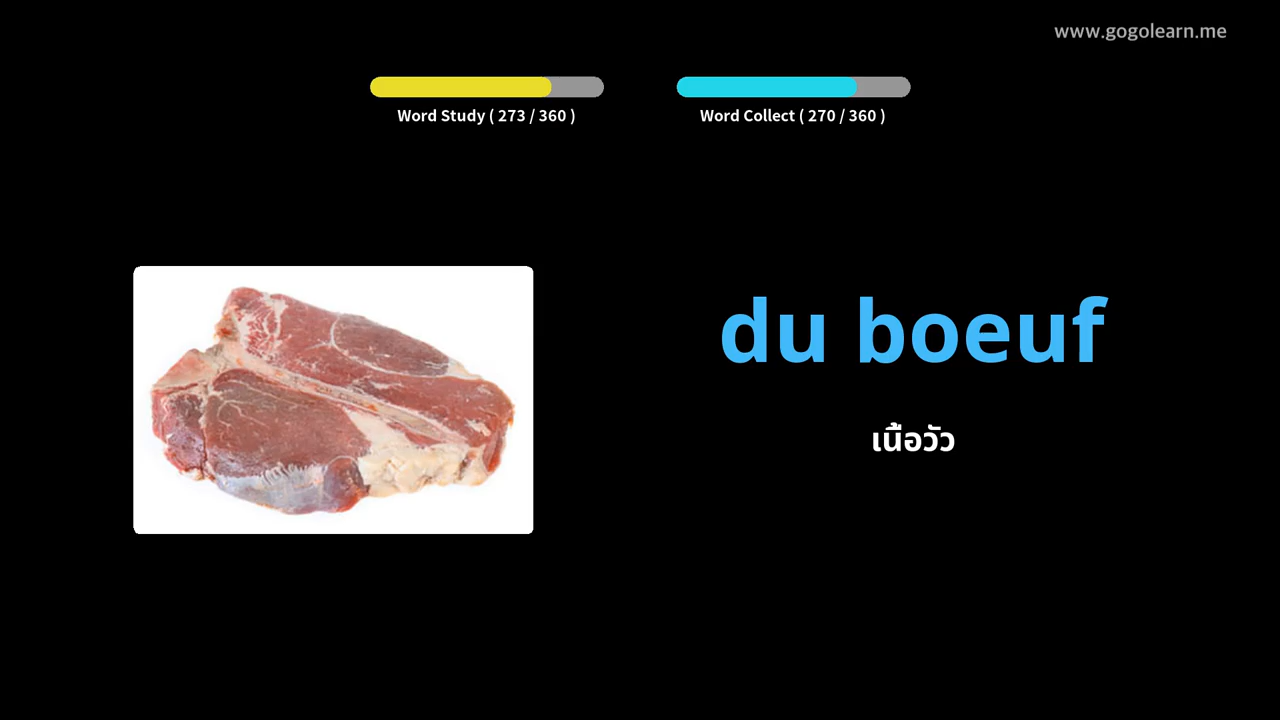 www.gogolearn.me
Word Study ( 273 / 360 )
Word Collect ( 270 / 360 )
du boeuf
เนื้อวัว